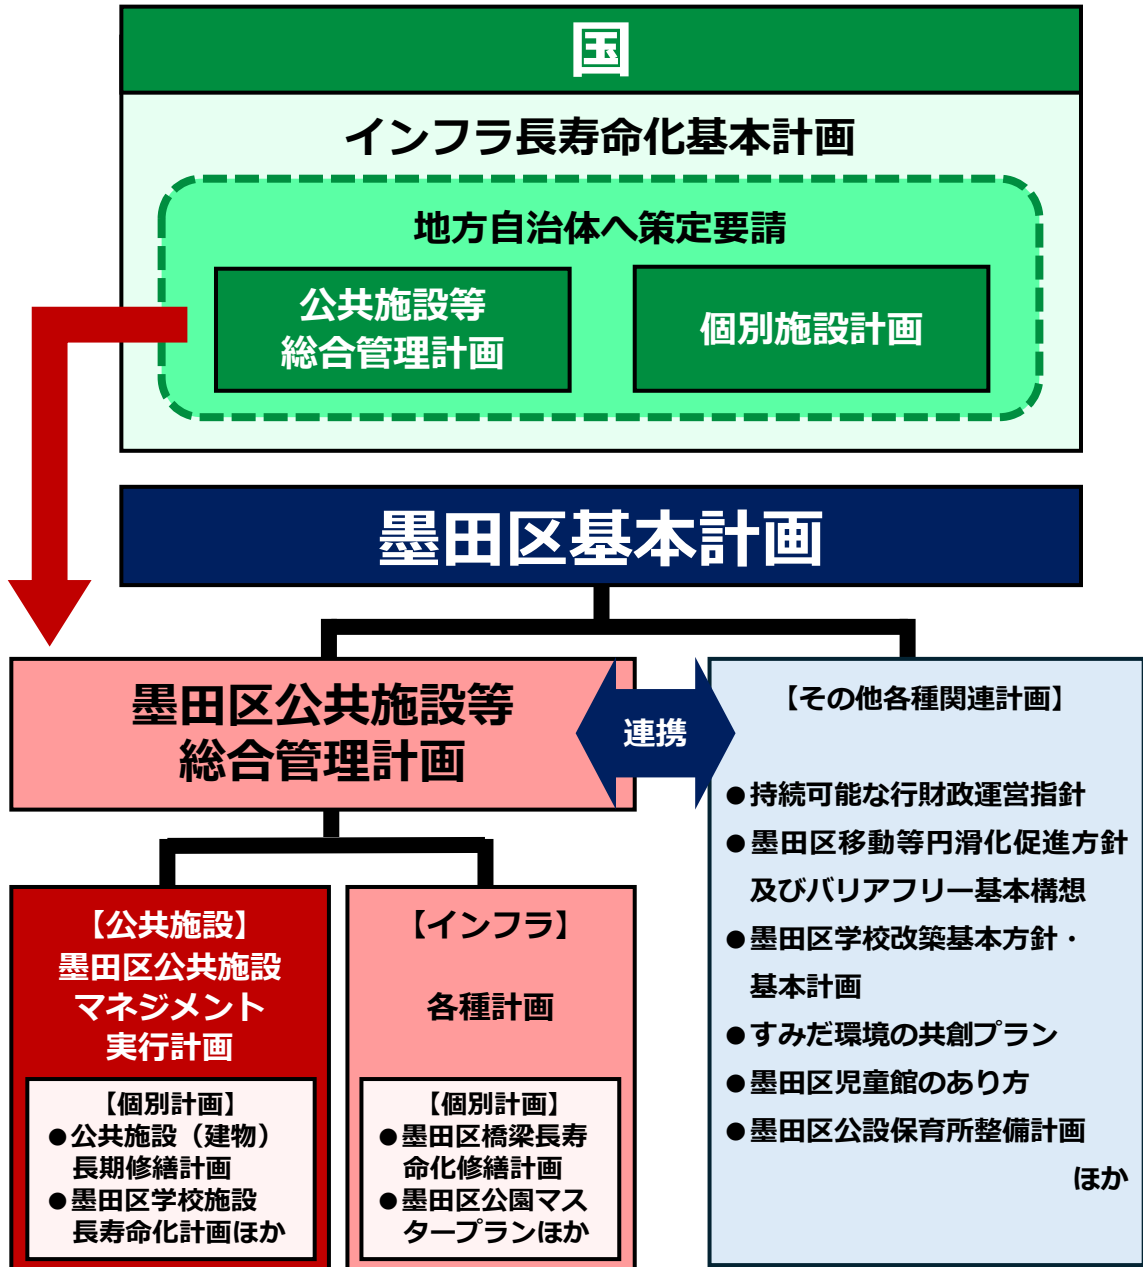 国
インフラ長寿命化基本計画
地方自治体へ策定要請
公共施設等
総合管理計画
個別施設計画
墨田区基本計画
墨田区公共施設等
総合管理計画
連携
【その他各種関連計画】
●持続可能な行財政運営指針
●墨田区移動等円滑化促進方針
及びバリアフリー基本構想
●墨田区学校改築基本方針・
基本計画
●すみだ環境の共創プラン
●墨田区児童館のあり方
●墨田区公設保育所整備計画
ほか
【公共施設】
墨田区公共施設
マネジメント
実行計画
【個別計画】
●公共施設（建物）
長期修繕計画
●墨田区学校施設
長寿命化計画ほか
【インフラ】
各種計画
【個別計画】
●墨田区橋梁長寿
命化修繕計画
●墨田区公園マス
タープランほか